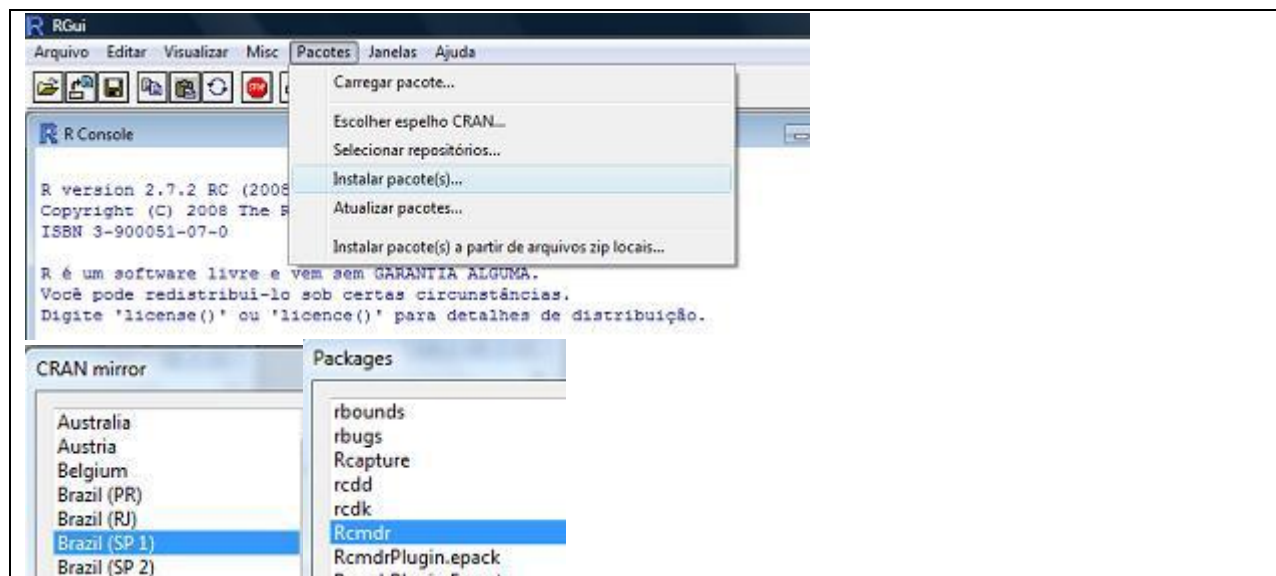 RGui
Arquivo Editar Visualizar Misc Pacotes Janelas Ajuda
Carregar pacote...
Escolher espelho CRAN...
Selecionar repositórios...
Instalar pacote(s)...
Atualizar pacotes...
Instalar pacote(s) a partir de arquivos zip locais...
R Console
R version 2.7.2 RC (2008
Copyright (C) 2008 The R
ISBN 3-900051-07-0
R é um software livre e vem sem GARANTIA ALGUMA.
Você pode redistribuí-lo sob certas circunstâncias.
Digite 'license()' ou 'licence()' para detalhes de distribuição.
CRAN mirror
Australia
Austria
Belgium
Brazil (PR)
Brazil (RJ)
Brazil (SP 1)
Brazil (SP 2)
Packages
rbounds
rbugs
Rcapture
rcdd
rcdk
Rcmdr
RcmdrPlugin.epack